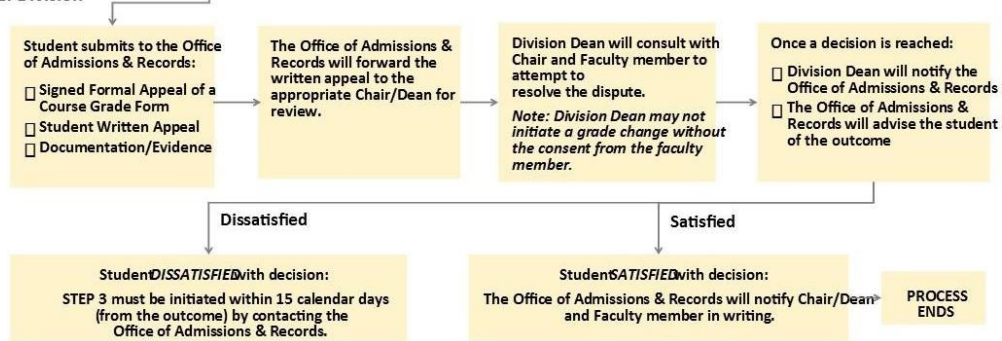 Division
Student submits to the Office
of Admissions & Records:
Signed Formal Appeal of a
Course Grade Form
Student Written Appeal
Documentation/Evidence
The Office of Admissions &
Records will forward the
written appeal to the
appropriate Chair/Dean for
review.
Division Dean will consult with
Chair and Faculty member to
attempt to
resolve the dispute.
Note: Division Dean may not
initiate a grade change without
the consent from the faculty
member.
Once a decision is reached:
Division Dean will notify the
Office of Admissions & Records
The Office of Admissions &
Records will advise the student
of the outcome
Dissatisfied
Satisfied
Student DISSATISFIED with decision:
STEP 3 must be initiated within 15 calendar days
(from the outcome) by contacting the
Office of Admissions & Records.
Student SATISFIED with decision:
The Office of Admissions & Records will notify Chair/Dean
and Faculty member in writing.
PROCESS
ENDS